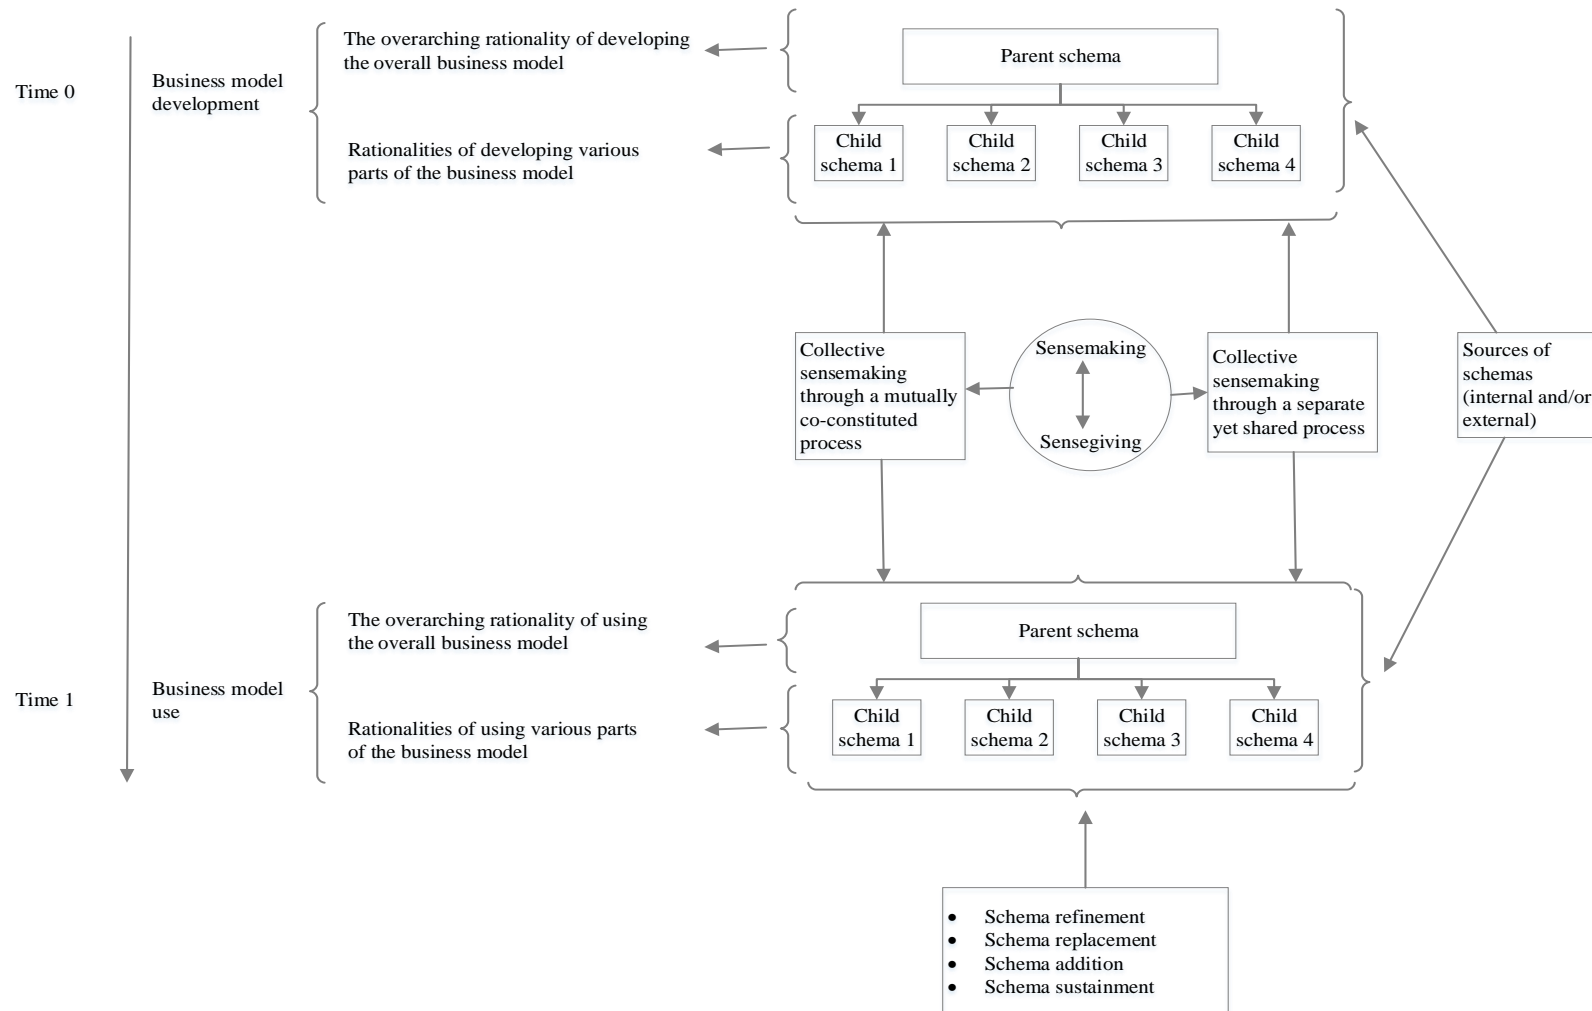 The overarching rationality of developing
the overall business model
Parent schema
Time 0
Business model
development
Rationalities of developing various
parts of the business model
Child
schema 1
Child
schema 2
Child
schema 3
Child
schema 4
Collective
sensemaking
through a mutually
co-constituted
process
Sensemaking
Sensegiving
Collective
sensemaking
through a separate
yet shared process
Sources of
schemas
(internal and/or
external)
The overarching rationality of using
the overall business model
Parent schema
Time 1
Business model
use
Rationalities of using various parts
of the business model
Child
schema 1
Child
schema 2
Child
schema 3
Child
schema 4
• Schema refinement
• Schema replacement
• Schema addition
• Schema sustainment